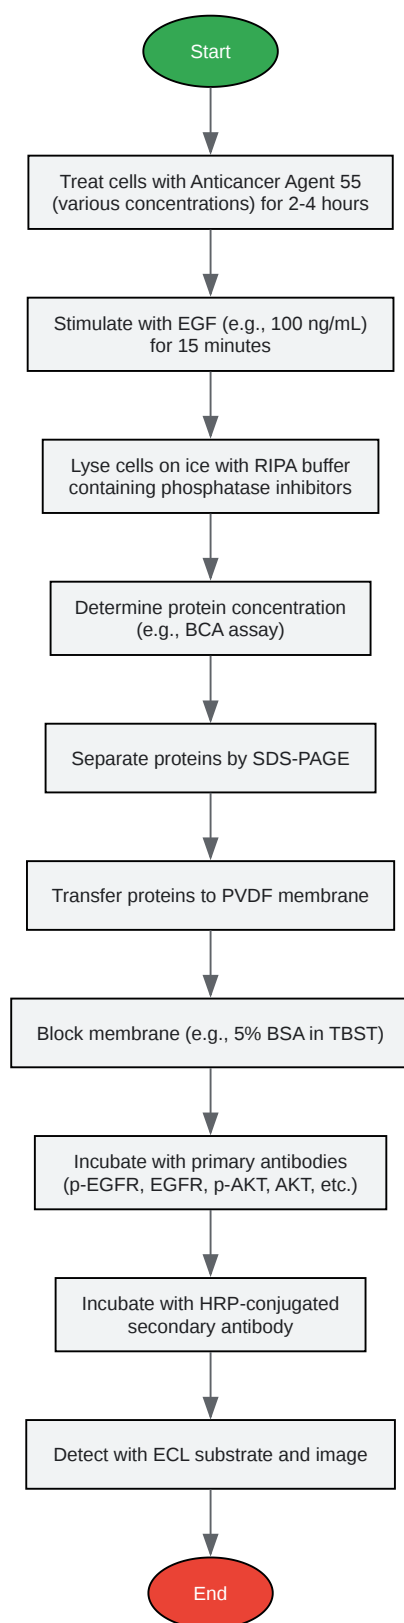 Start
Treat cells with Anticancer Agent 55
(various concentrations) for 2-4 hours
Stimulate with EGF (e.g., 100 ng/mL)
for 15 minutes
Lyse cells on ice with RIPA buffer
containing phosphatase inhibitors
Determine protein concentration
(e.g., BCA assay)
Separate proteins by SDS-PAGE
Transfer proteins to PVDF membrane
Block membrane (e.g., 5% BSA in TBST)
Incubate with primary antibodies
(p-EGFR, EGFR, p-AKT, AKT, etc.)
Incubate with HRP-conjugated
secondary antibody
Detect with ECL substrate and image
End